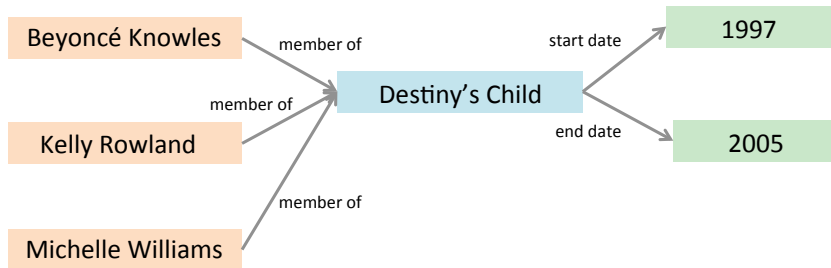 Beyoncé Knowles
member of
start date
1997
Destiny's Child
member of
Kelly Rowland
end date
2005
member of
Michelle Williams